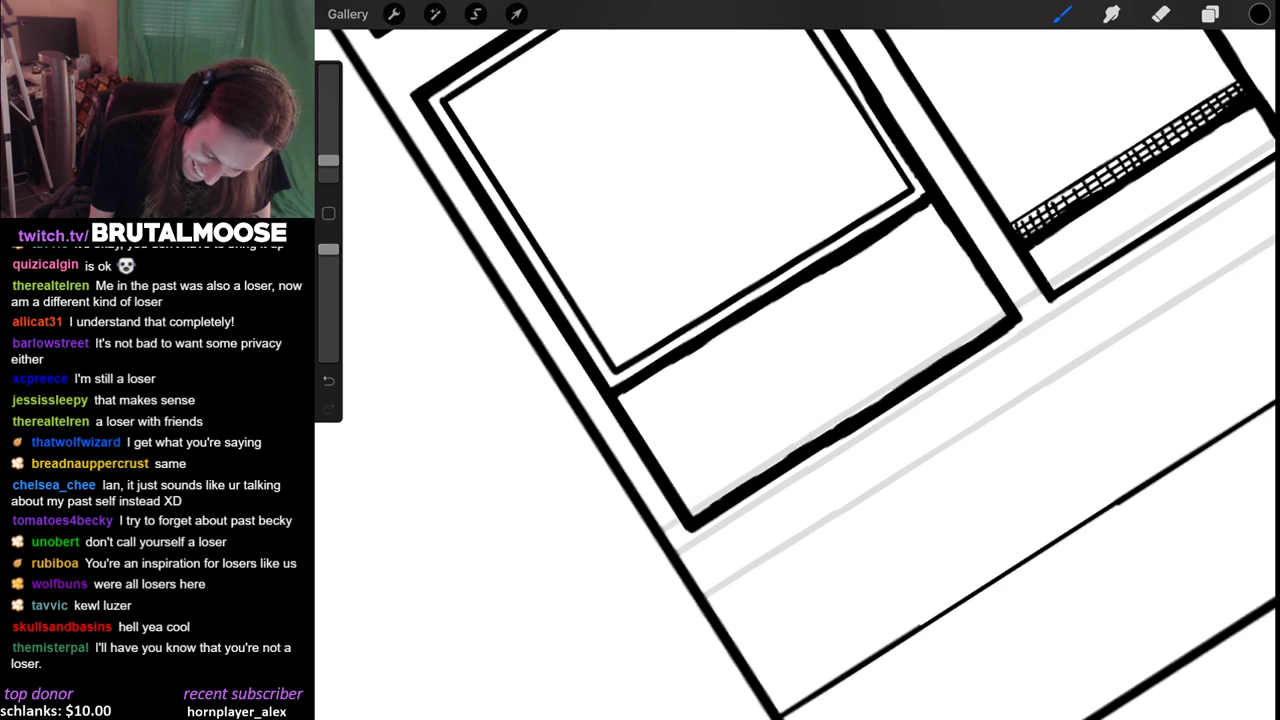 Gallery
twitch.tv/BRUTALMOOSE
quizicalgin is ok
therealtelren Me in the past was also a loser, now
am a different kind of loser
allicat31 I understand that completely!
barlowstreet It's not bad to want some privacy
either
xcpreece I'm still a loser
jessissleepy that makes sense
therealtelren a loser with friends
thatwolfwizard I get what you're saying
breadnauppercrust same
chelsea_chee Ian, it just sounds like ur talking
about my past self instead XD
tomatoes4becky I try to forget about past becky
unobert don't call yourself a loser
rubiboa You're an inspiration for losers like us
wolfbuns were all losers here
tavvic kewl luzer
skullsandbasins hell yea cool
themisterpal I'll have you know that you're not a
loser.
top donor recent subscriber
schlanks: $10.00 hornplayer_alex